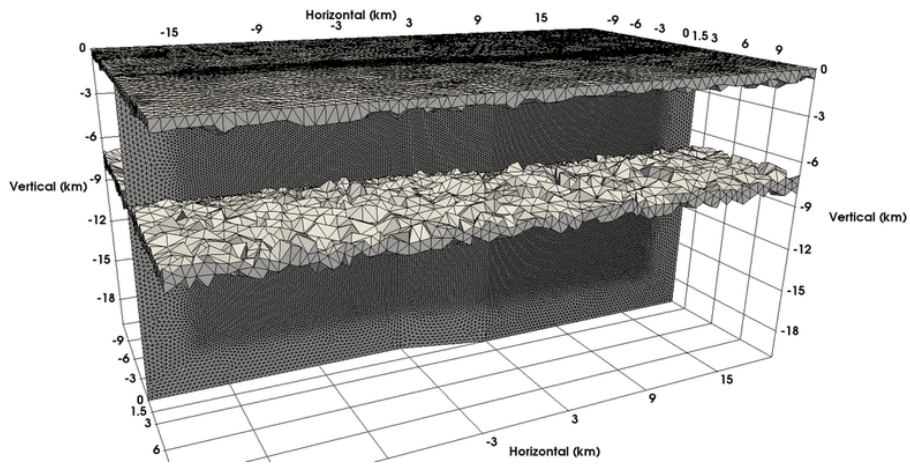 Horizontal (km)
-15 -9 -3 3 9 15 -9 -6 -3 0 1.5 3 6 9
0 0
-3 -3
-6 -6
Vertical (km) -9 -9 Vertical (km)
-12 -12
-15 -15
-18 -18
-9
-6
-3
0
1.5
3
6
-3 3 9 15
Horizontal (km)